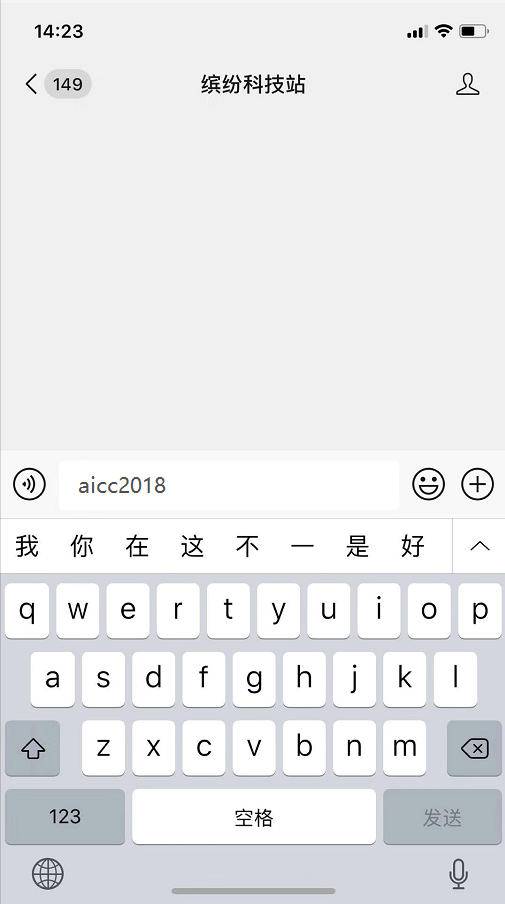 14:23
149 缤纷科技站
aicc2018
我 你 在 这 不 一 是 好
q w e r t y u i o p
a s d f g h j k l
z x c v b n m
123 空格 发送